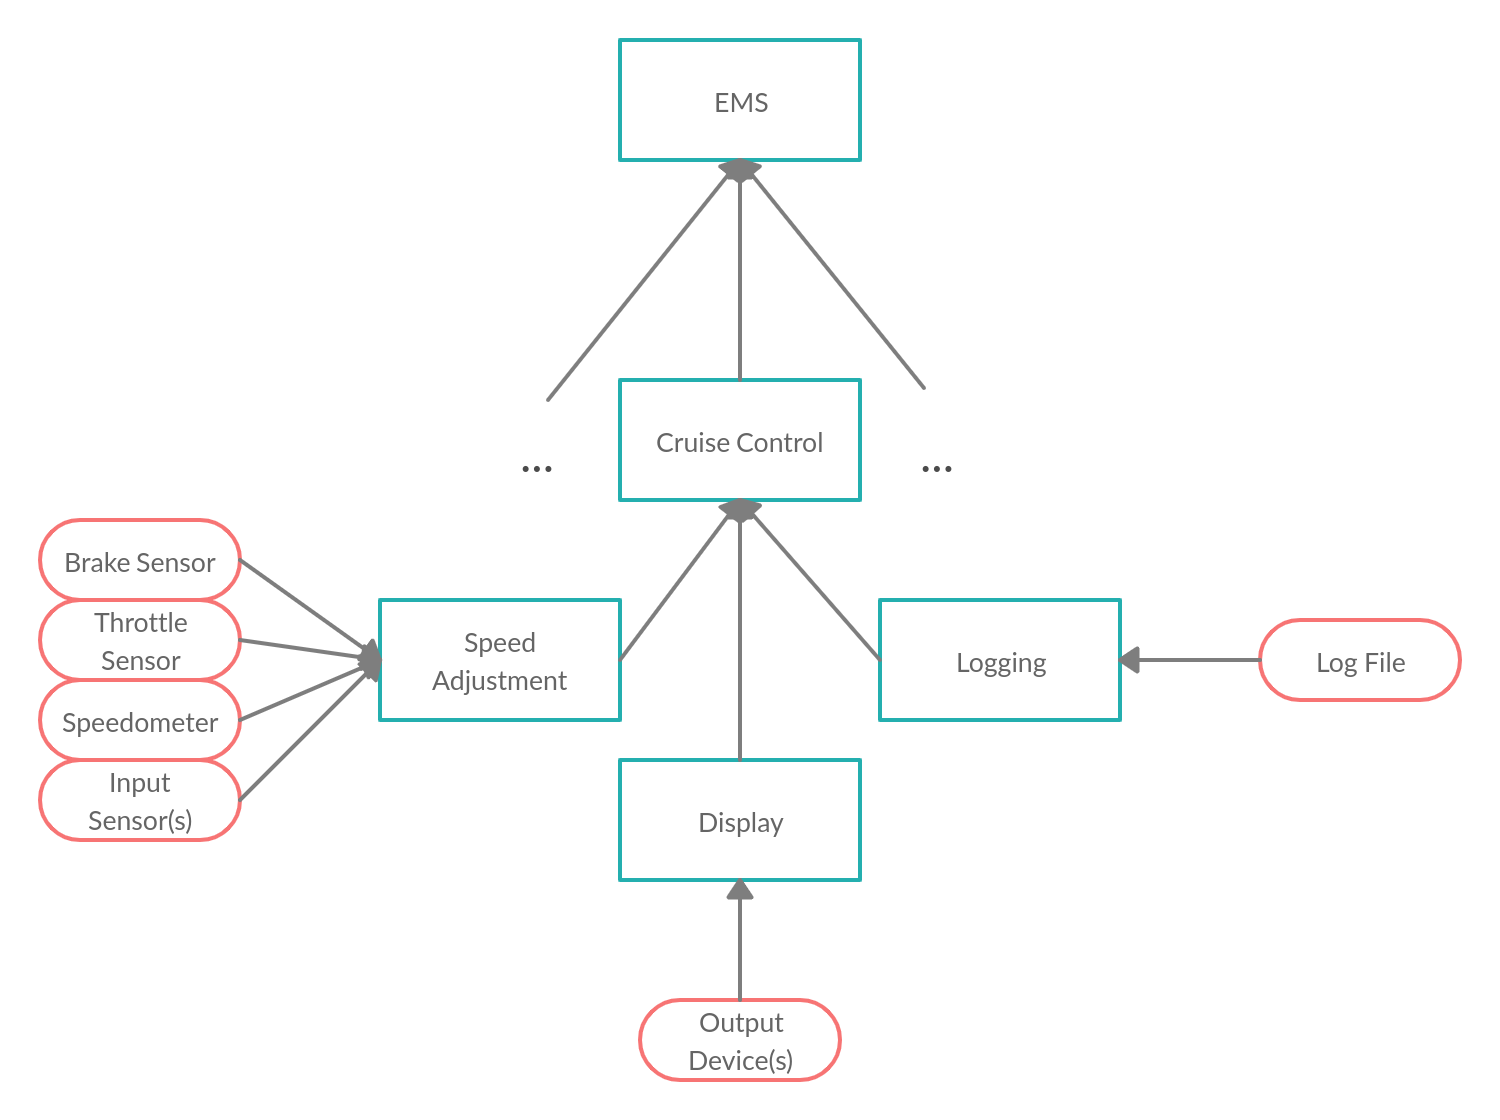 EMS
Cruise Control
...
...
Brake Sensor
Throttle
Sensor
Speedometer
Input
Sensor(s)
Speed
Adjustment
Logging
Log File
Display
Output
Device(s)